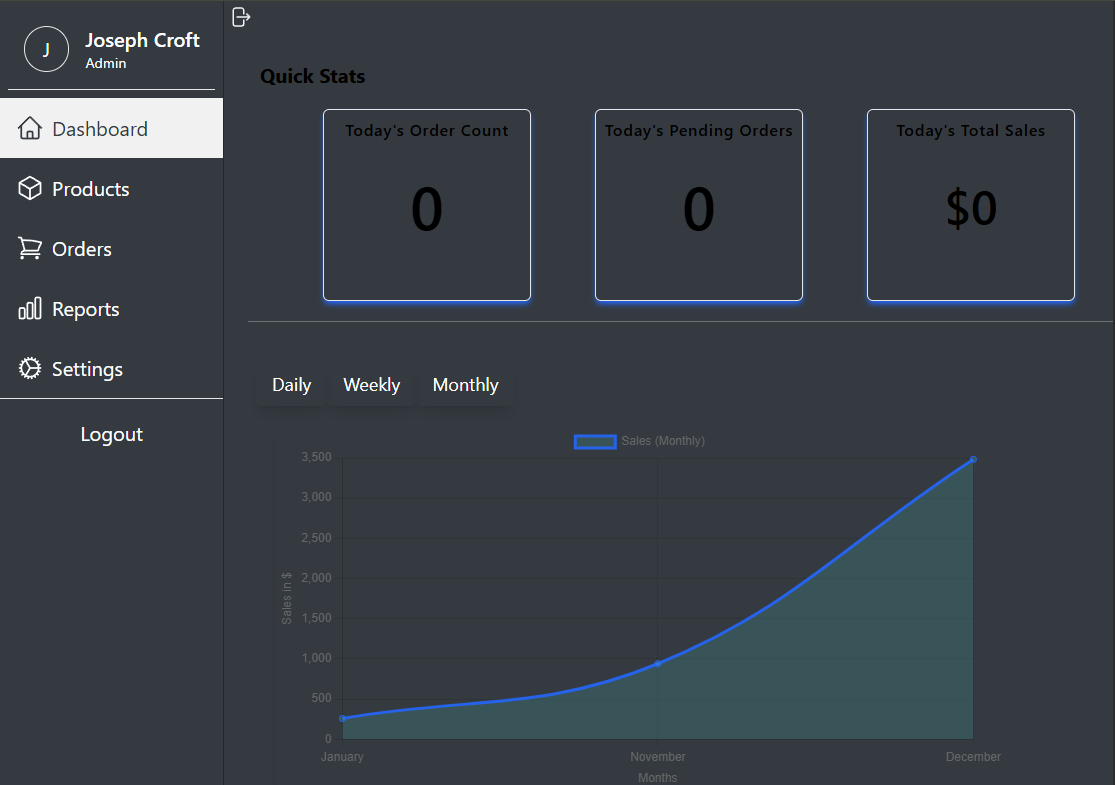 J
Joseph Croft
Admin
Dashboard
Products
Orders
Reports
Settings
Logout
Quick Stats
Today's Order Count
0
Today's Pending Orders
0
Today's Total Sales
$0
Daily
Weekly
Monthly
Sales (Monthly)
Sales in $
3,500
3,000
2,500
2,000
1,500
1,000
500
0
January
November
December
Months